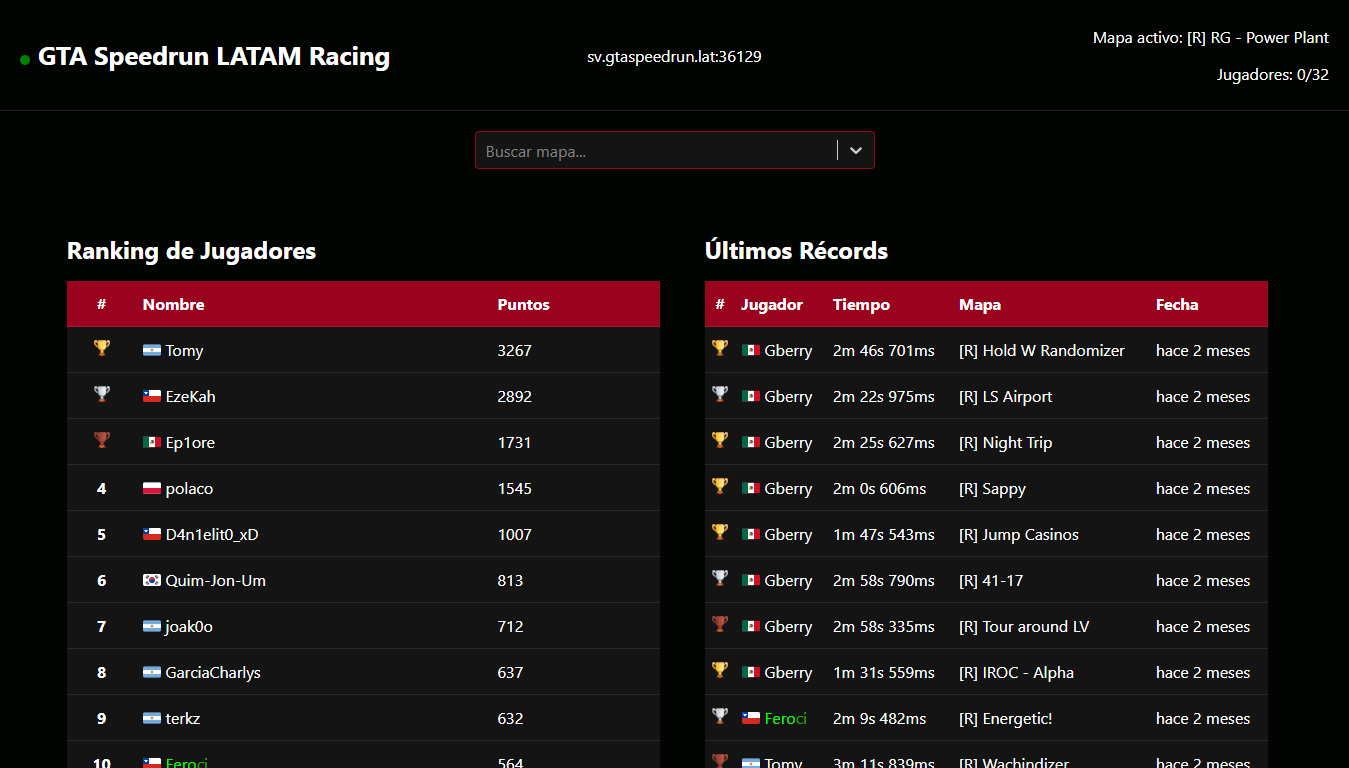 GTA Speedrun LATAM Racing
sv.gtaspeedrun.lat:36129
Mapa activo: [R] RG - Power Plant
Jugadores: 0/32
Buscar mapa...
Ranking de Jugadores
# Nombre Puntos
Tomy 3267
EzeKah 2892
Ep1ore 1731
4 polaco 1545
5 D4n1elit0_xD 1007
6 Quim-Jon-Um 813
7 joak0o 712
8 GarciaCharlys 637
9 terkz 632
10 Feroci 564
Últimos Récords
# Jugador Tiempo Mapa Fecha
Gberry 2m 46s 701ms [R] Hold W Randomizer hace 2 meses
Gberry 2m 22s 975ms [R] LS Airport hace 2 meses
Gberry 2m 25s 627ms [R] Night Trip hace 2 meses
Gberry 2m 0s 606ms [R] Sappy hace 2 meses
Gberry 1m 47s 543ms [R] Jump Casinos hace 2 meses
Gberry 2m 58s 790ms [R] 41-17 hace 2 meses
Gberry 2m 58s 335ms [R] Tour around LV hace 2 meses
Gberry 1m 31s 559ms [R] IROC - Alpha hace 2 meses
Feroci 2m 9s 482ms [R] Energetic! hace 2 meses
Tomy 3m 11s 839ms [R] Wachindizer hace 2 meses